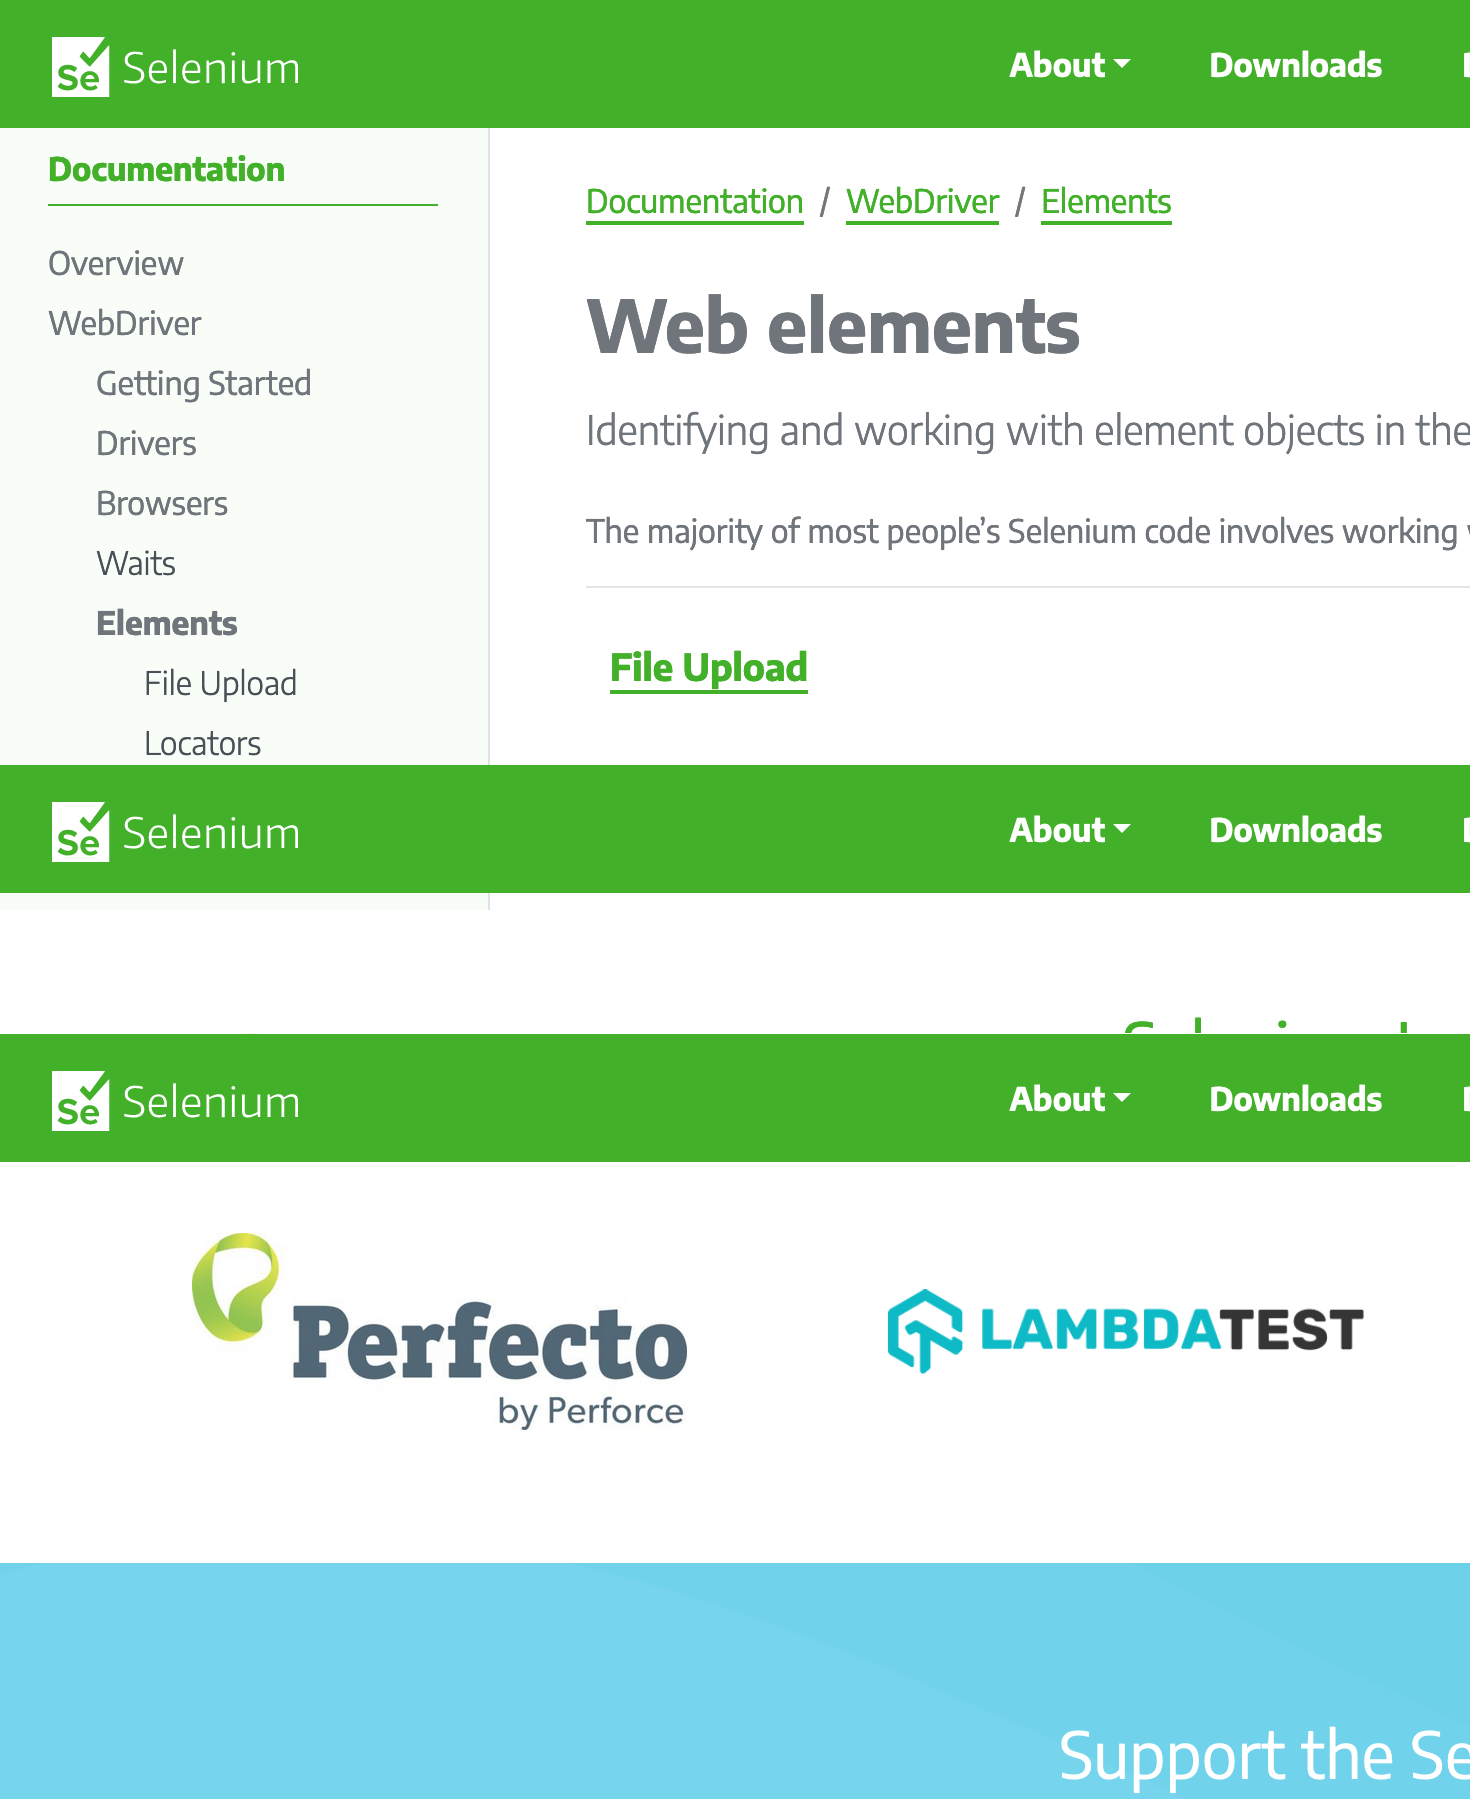 Se Selenium About Downloads
Documentation
Overview
WebDriver
Getting Started
Drivers
Browsers
Waits
Elements
File Upload
Locators
Documentation / WebDriver / Elements
Web elements
Identifying and working with element objects in the
The majority of most people’s Selenium code involves working
File Upload
Se Selenium About Downloads
Se Selenium About Downloads
Perfecto
by Perforce
LAMBDATEST
Support the Se